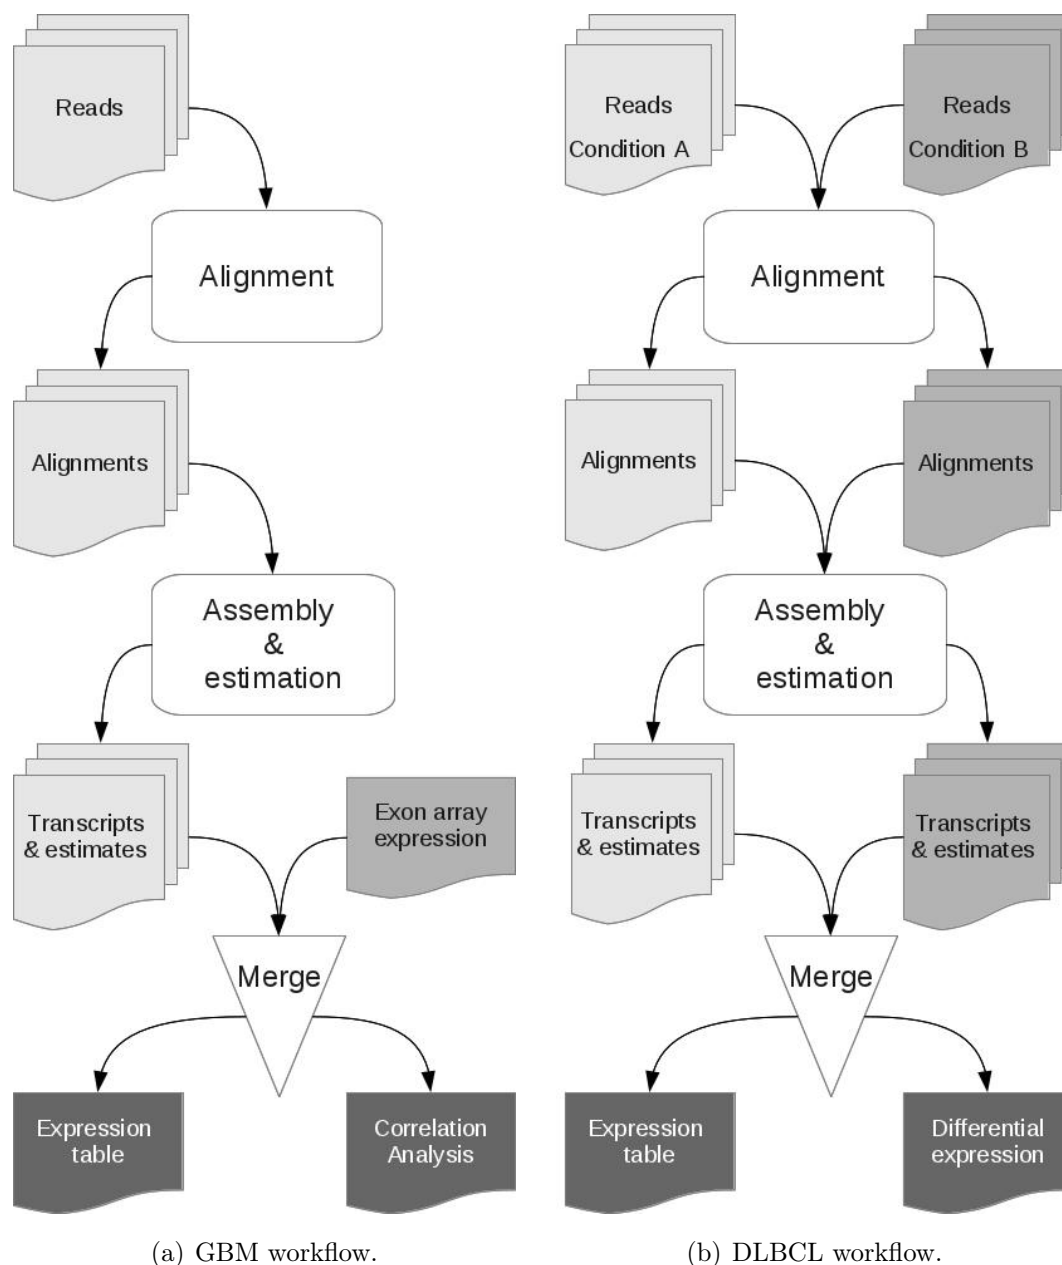 Reads
Alignment
Alignments
Assembly
&
estimation
Transcripts
& estimates
Exon array
expression
Merge
Expression
table
Correlation
Analysis
(a) GBM workflow.
Reads
Condition A
Reads
Condition B
Alignment
Alignments
Alignments
Assembly
&
estimation
Transcripts
& estimates
Transcripts
& estimates
Merge
Expression
table
Differential
expression
(b) DLBCL workflow.